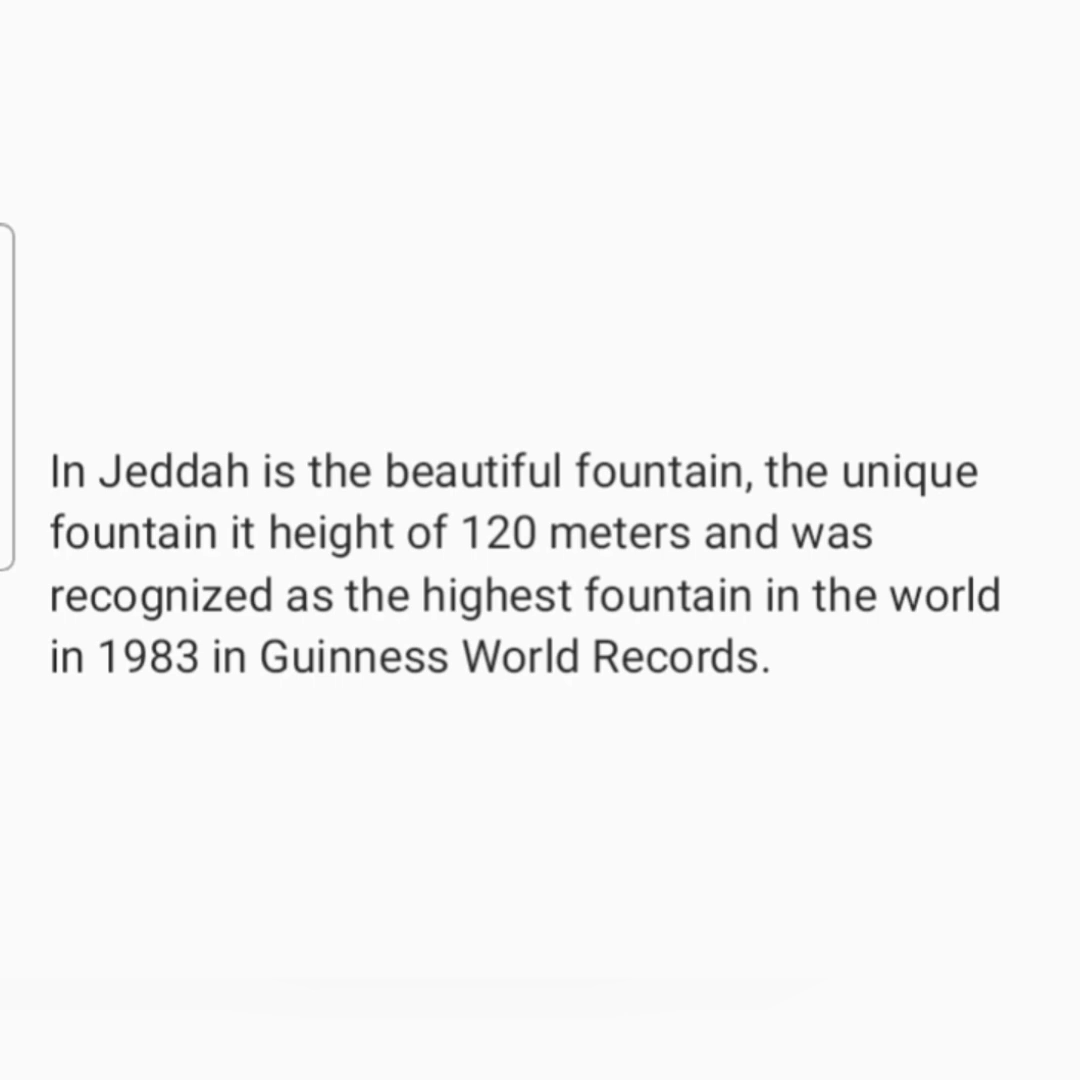 In Jeddah is the beautiful fountain, the unique
fountain it height of 120 meters and was
recognized as the highest fountain in the world
in 1983 in Guinness World Records.